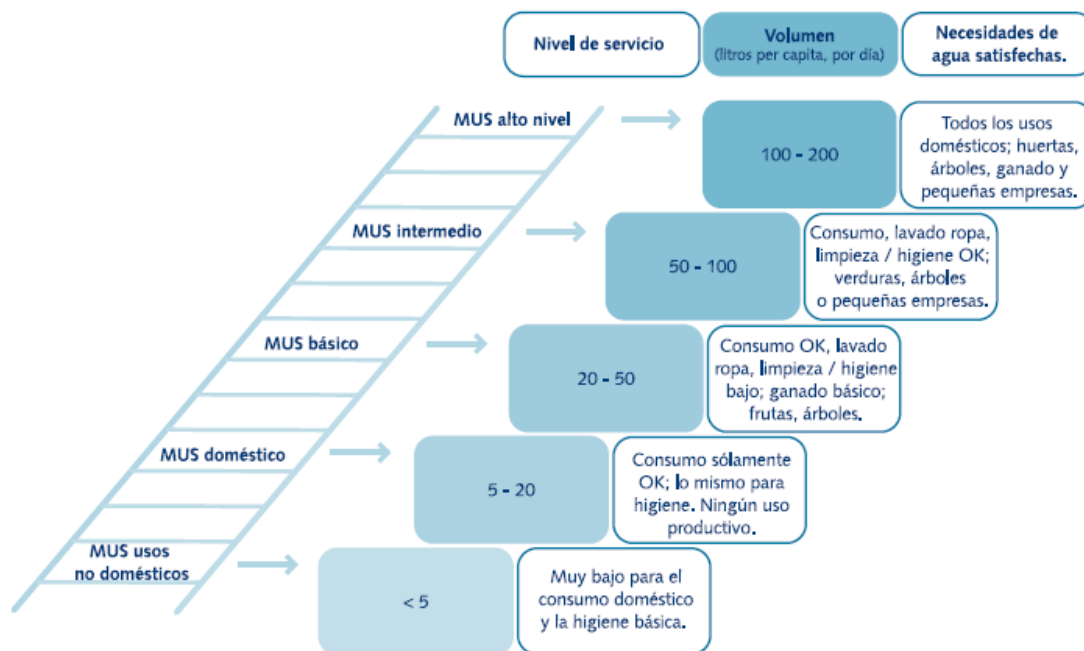 Nivel de servicio
Volumen
(litros per capita, por día)
Necesidades de
agua satisfechas.
MUS alto nivel
100 - 200
Todos los usos
domésticos; huertas,
árboles, ganado y
pequeñas empresas.
MUS intermedio
50 - 100
Consumo, lavado ropa,
limpieza / higiene OK;
verduras, árboles
o pequeñas empresas.
MUS básico
20 - 50
Consumo OK, lavado
ropa, limpieza / higiene
bajo; ganado básico;
frutas, árboles.
MUS doméstico
5 - 20
Consumo sólamente
OK; lo mismo para
higiene. Ningún uso
productivo.
MUS usos
no domésticos
< 5
Muy bajo para el
consumo doméstico
y la higiene básica.